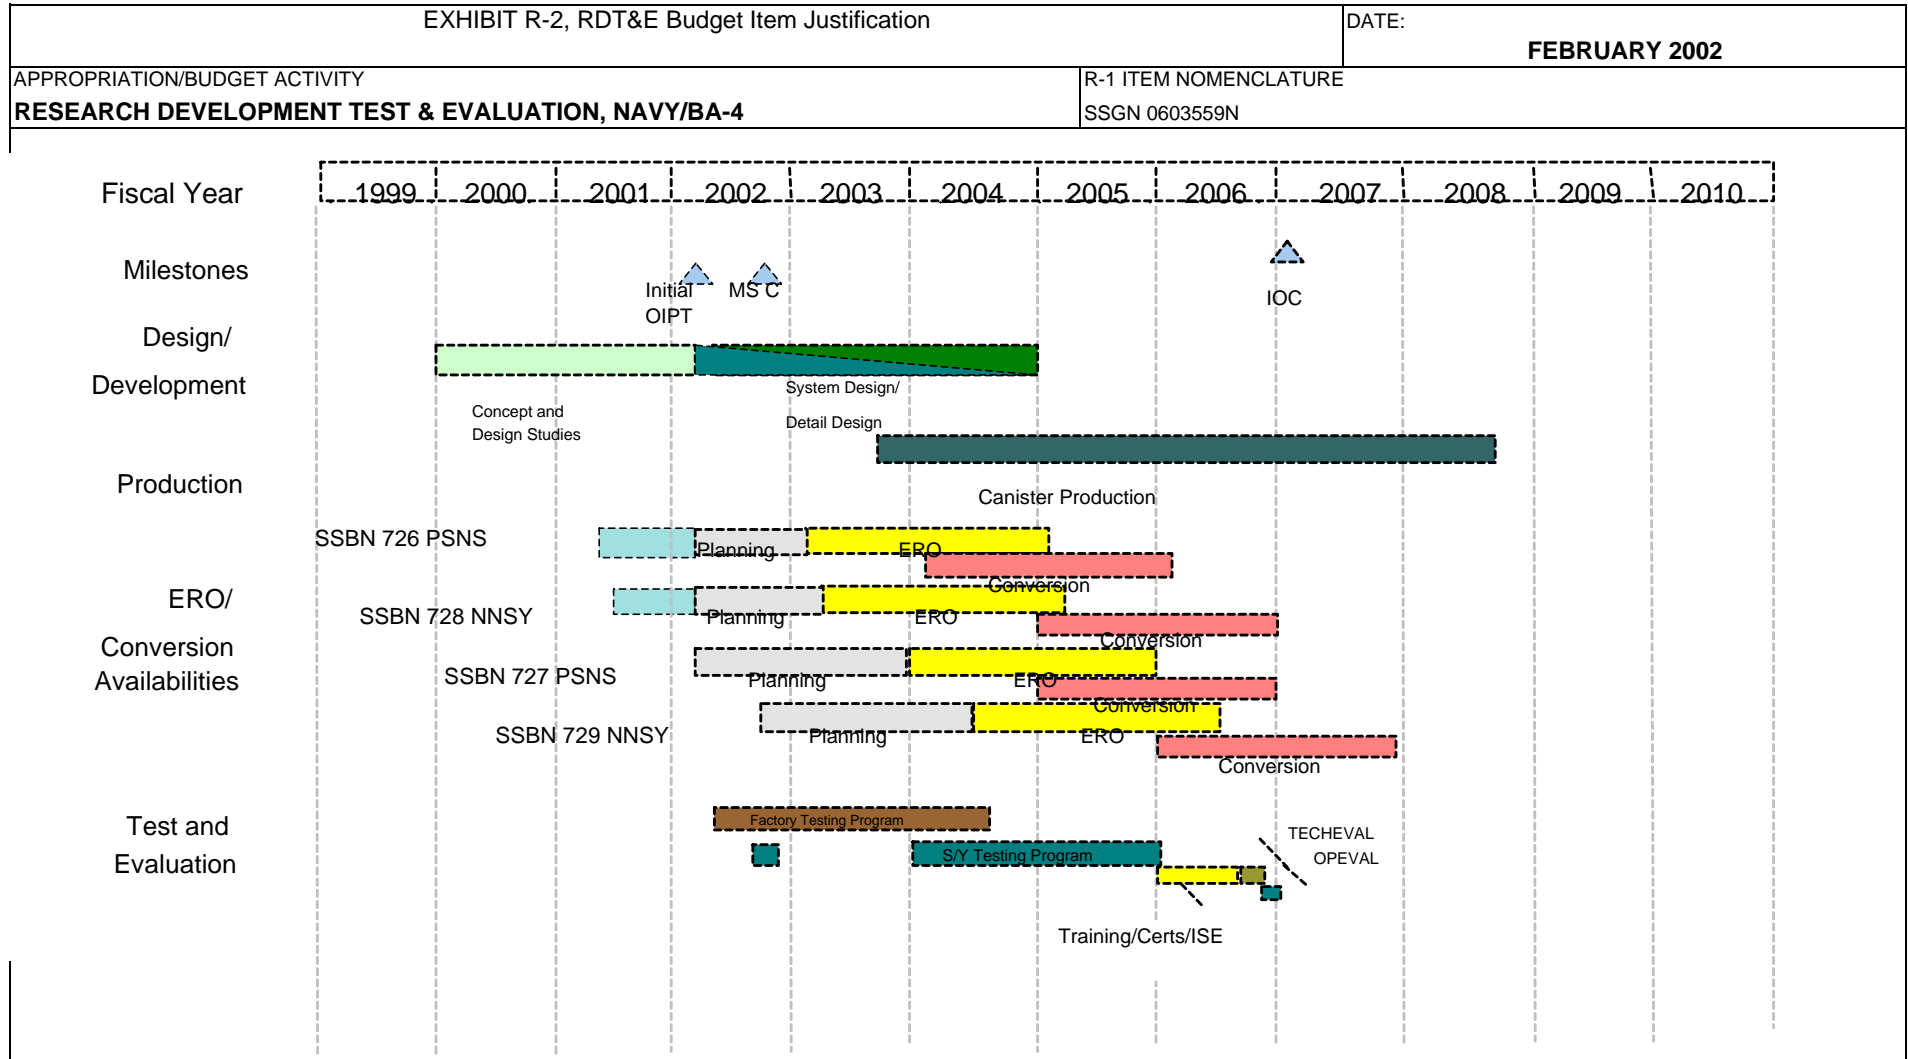 EXHIBIT R-2, RDT&E Budget Item Justification
DATE:
FEBRUARY 2002
APPROPRIATION/BUDGET ACTIVITY
R-1 ITEM NOMENCLATURE
RESEARCH DEVELOPMENT TEST & EVALUATION, NAVY/BA-4
SSGN 0603559N
Fiscal Year
1999 2000 2001 2002 2003 2004 2005 2006 2007 2008 2009 2010
Milestones
Initial
OIPT
MS C
IOC
Design/
Development
Concept and
Design Studies
System Design/
Detail Design
Production
Canister Production
ERO/
Conversion
Availabilities
SSBN 726 PSNS
Planning
ERO
Conversion
SSBN 728 NNSY
Planning
ERO
Conversion
SSBN 727 PSNS
Planning
ERO
Conversion
SSBN 729 NNSY
Planning
ERO
Conversion
Test and
Evaluation
Factory Testing Program
S/Y Testing Program
TECHEVAL
OPEVAL
Training/Certs/ISE